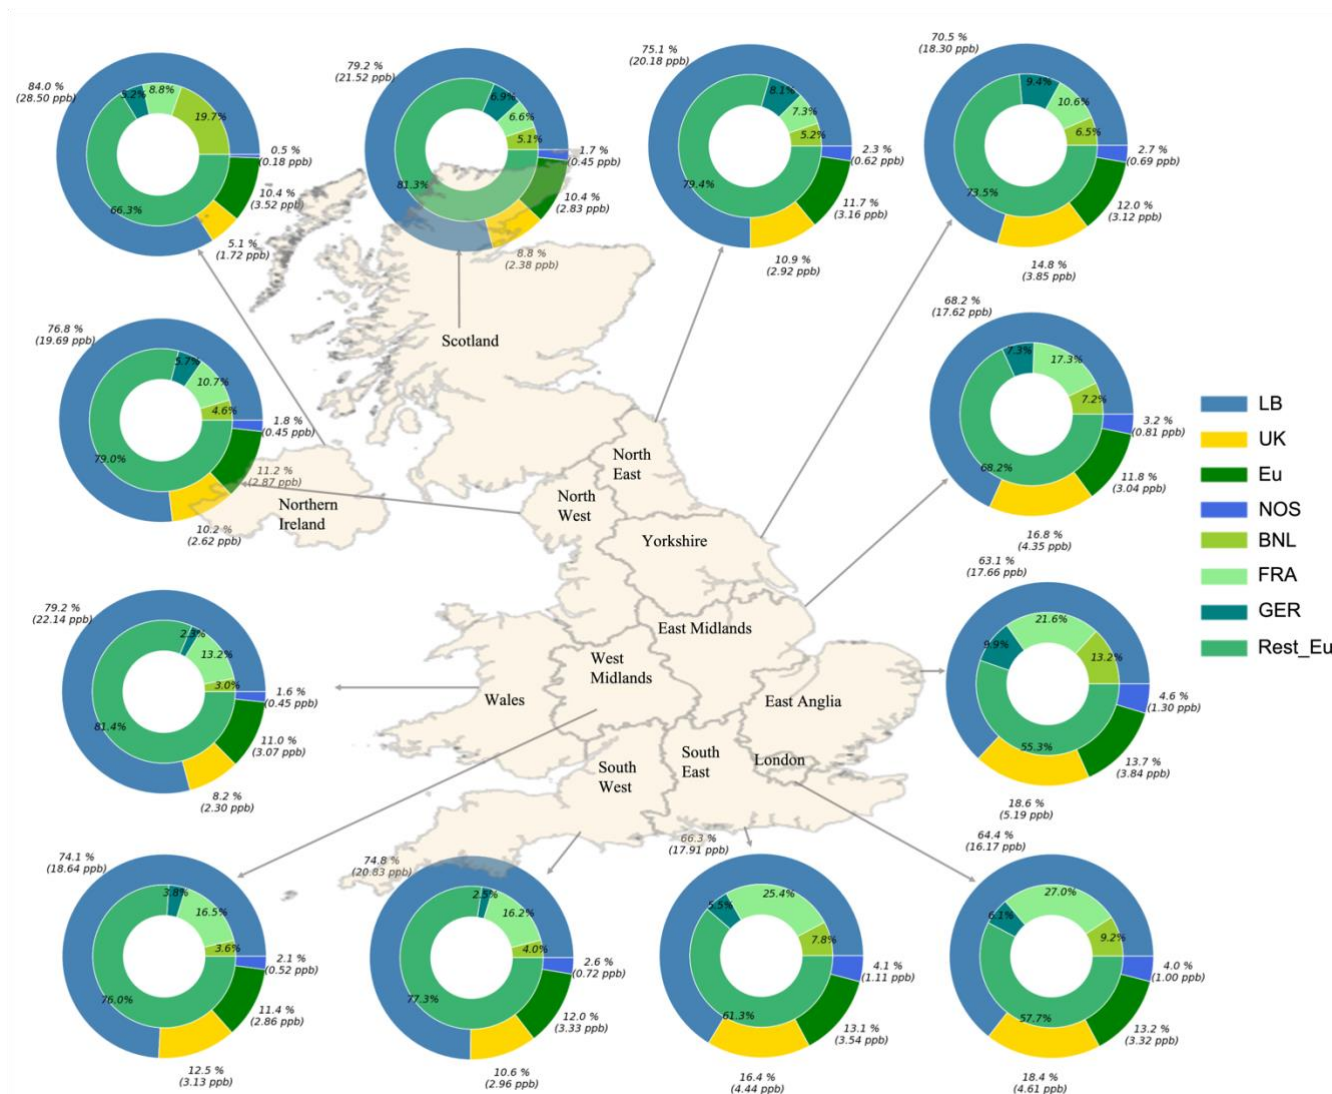 84.0 %
(28.50 ppb)
5.2%
8.8%
19.7%
66.3%
0.5 %
(0.18 ppb)
10.4 %
(3.52 ppb)
5.1 %
(1.72 ppb)
79.2 %
(21.52 ppb)
6.9%
6.6%
5.1%
81.3%
1.7 %
(0.45 ppb)
10.4 %
(2.83 ppb)
8.8 %
(2.38 ppb)
75.1 %
(20.18 ppb)
8.1%
7.3%
5.2%
79.4%
2.3 %
(0.62 ppb)
11.7 %
(3.16 ppb)
10.9 %
(2.92 ppb)
70.5 %
(18.30 ppb)
9.4%
10.6%
6.5%
73.5%
2.7 %
(0.69 ppb)
12.0 %
(3.12 ppb)
14.8 %
(3.85 ppb)
76.8 %
(19.69 ppb)
5.7%
10.7%
4.6%
79.0%
1.8 %
(0.45 ppb)
11.2 %
(2.87 ppb)
10.2 %
(2.62 ppb)
68.2 %
(17.62 ppb)
7.3%
17.3%
7.2%
68.2%
3.2 %
(0.81 ppb)
11.8 %
(3.04 ppb)
16.8 %
(4.35 ppb)
79.2 %
(22.14 ppb)
2.3%
13.2%
3.0%
81.4%
1.6 %
(0.45 ppb)
11.0 %
(3.07 ppb)
8.2 %
(2.30 ppb)
63.1 %
(17.66 ppb)
9.9%
21.6%
13.2%
55.3%
4.6 %
(1.30 ppb)
13.7 %
(3.84 ppb)
18.6 %
(5.19 ppb)
74.1 %
(18.64 ppb)
3.8%
16.5%
3.6%
76.0%
2.1 %
(0.52 ppb)
11.4 %
(2.86 ppb)
12.5 %
(3.13 ppb)
74.8 %
(20.83 ppb)
2.5%
16.2%
4.0%
77.3%
2.6 %
(0.72 ppb)
12.0 %
(3.33 ppb)
10.6 %
(2.96 ppb)
66.3 %
(17.91 ppb)
5.5%
25.4%
7.8%
61.3%
4.1 %
(1.11 ppb)
13.1 %
(3.54 ppb)
16.4 %
(4.44 ppb)
64.4 %
(16.17 ppb)
6.1%
27.0%
9.2%
57.7%
4.0 %
(1.00 ppb)
13.2 %
(3.32 ppb)
18.4 %
(4.61 ppb)
Scotland
North
East
North
West
Northern
Ireland
Yorkshire
East Midlands
West
Midlands
Wales
East Anglia
South
East
London
South
West
LB
UK
Eu
NOS
BNL
FRA
GER
Rest_Eu